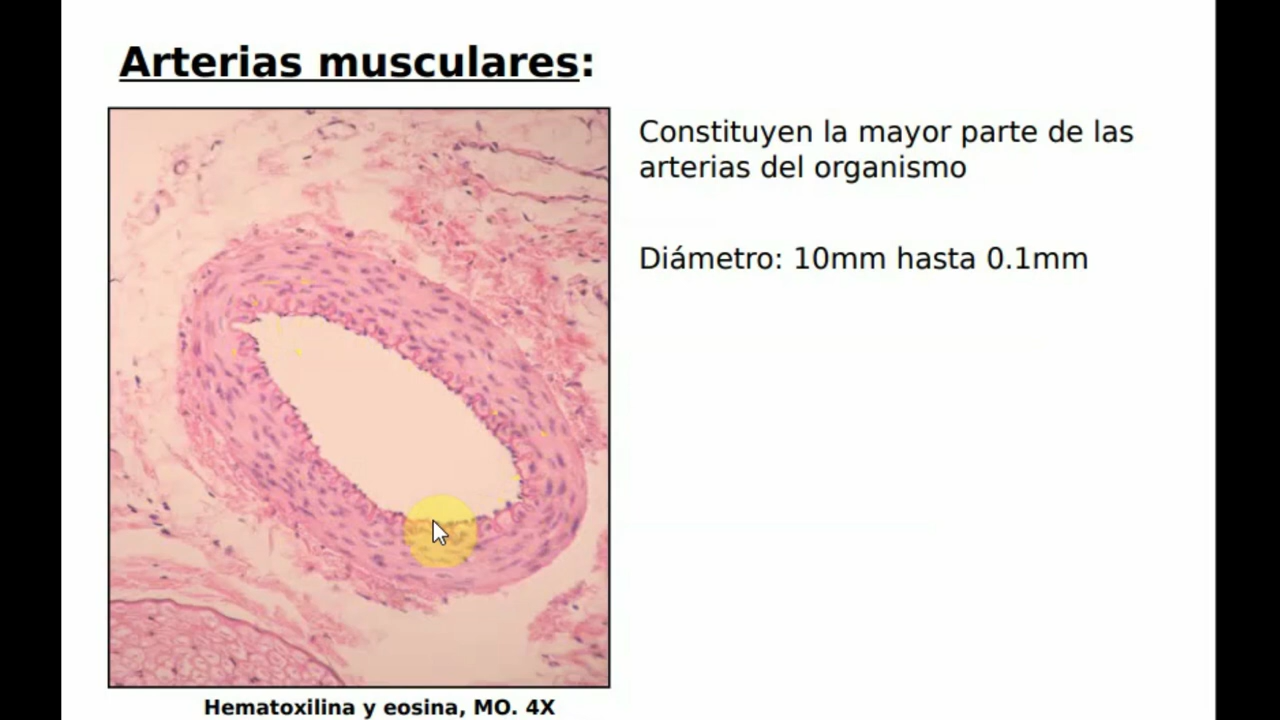 Arterias musculares:
Constituyen la mayor parte de las
arterias del organismo
Diámetro: 10mm hasta 0.1mm
Hematoxilina y eosina, MO. 4X